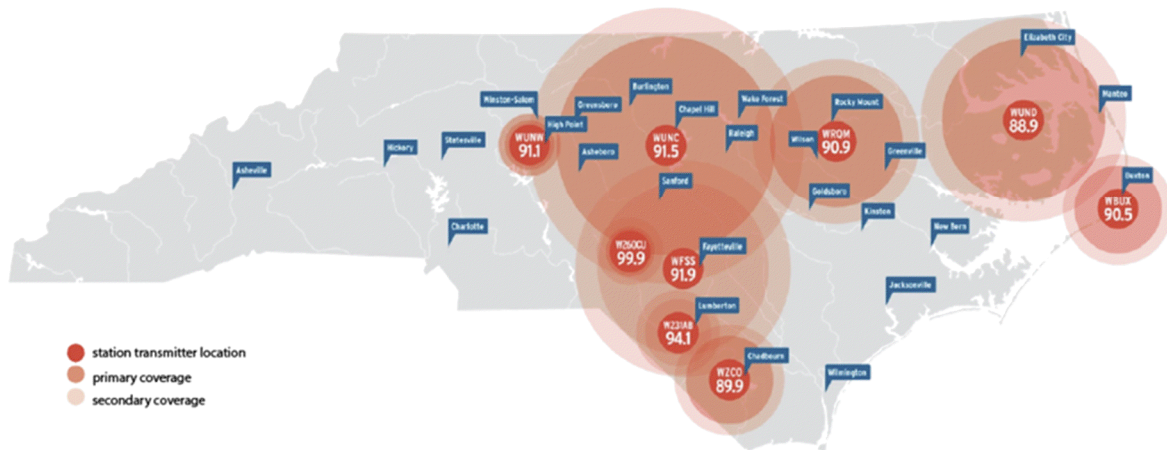 Elizabeth City
Manteo
Winston-Salem
Greensboro
Burlington
Chapel Hill
Wake Forest
Rocky Mount
WUND
88.9
High Point
WUNW
91.1
WUNC
91.5
Raleigh
Wilson
WRQM
90.9
Greenville
Hickory
Statesville
Asheboro
Asheville
Sanford
Goldsboro
Buxton
WBUX
90.5
Kinston
Charlotte
New Bern
W260CU
99.9
Fayetteville
WFSS
91.9
Jacksonville
Lumberton
W231AB
94.1
Chadbourn
WZCO
89.9
Wilmington
station transmitter location
primary coverage
secondary coverage